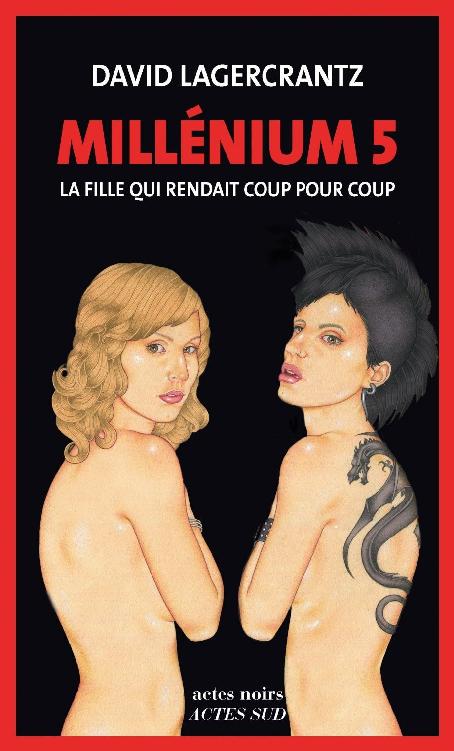 DAVID LAGERCRANTZ
MILLÉNIUM 5
LA FILLE QUI RENDAIT COUP POUR COUP
actes noirs
ACTES SUD